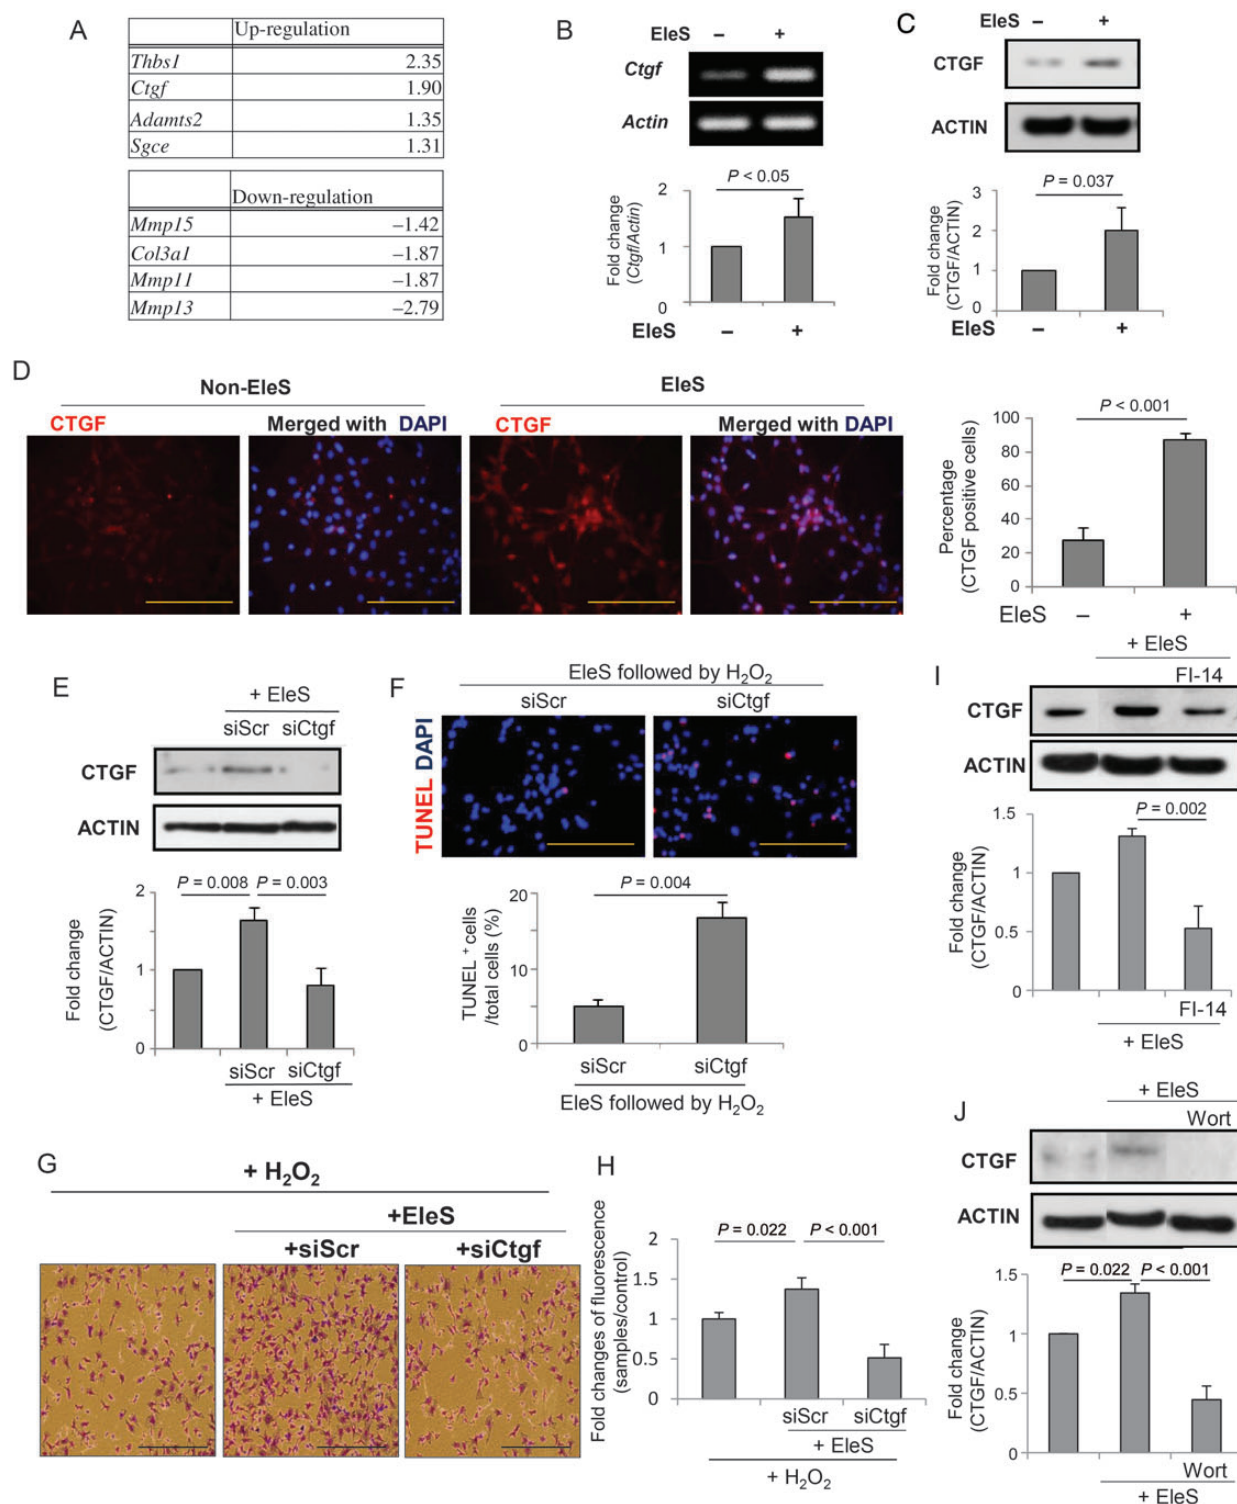 A
Up-regulation
Thbs1 2.35
Ctgf 1.90
Adamts2 1.35
Sgce 1.31
Down-regulation
Mmp15 –1.42
Col3a1 –1.87
Mmp11 –1.87
Mmp13 –2.79
B
EleS – +
Ctgf
Actin
P < 0.05
Fold change
(Ctgf/Actin)
2
1
0
EleS – +
C
EleS – +
CTGF
ACTIN
P = 0.037
Fold change
(CTGF/ACTIN)
3
2
1
0
EleS – +
D
Non-EleS EleS
CTGF Merged with DAPI CTGF Merged with DAPI
P < 0.001
Percentage
(CTGF positive cells)
100
80
60
40
20
0
EleS – +
E
+ EleS
siScr siCtgf
CTGF
ACTIN
P = 0.008 P = 0.003
Fold change
(CTGF/ACTIN)
2
1
0
siScr siCtgf
+ EleS
F
EleS followed by H₂O₂
siScr siCtgf
TUNEL DAPI
P = 0.004
TUNEL⁺ cells
/total cells (%)
20
15
10
5
0
siScr siCtgf
EleS followed by H₂O₂
G
+ H₂O₂
+EleS
+siScr +siCtgf
H
P = 0.022 P < 0.001
Fold changes of fluorescence
(samples/control)
2
1.5
1
0.5
0
siScr siCtgf
+ EleS
+ H₂O₂
I
+ EleS
FI-14
CTGF
ACTIN
P = 0.002
Fold change
(CTGF/ACTIN)
1.5
1
0.5
0
FI-14
+ EleS
J
+ EleS
Wort
CTGF
ACTIN
P = 0.022 P < 0.001
Fold change
(CTGF/ACTIN)
1.5
1
0.5
0
Wort
+ EleS